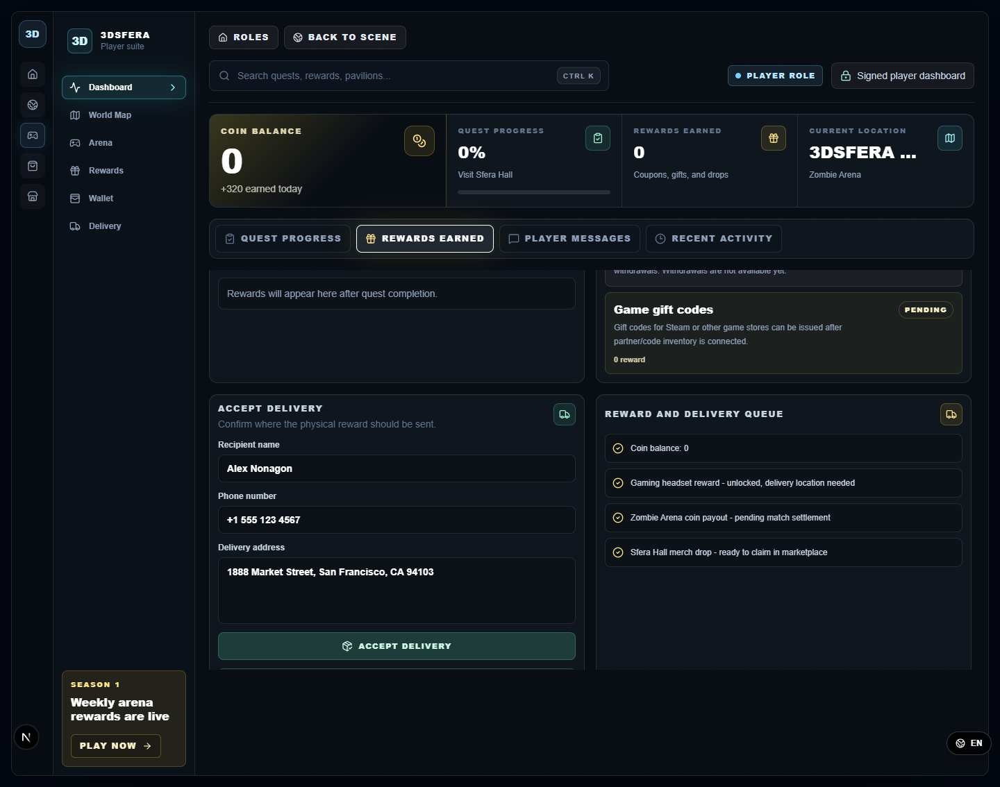 3D
3D
3DSFERA
Player suite
Dashboard
World Map
Arena
Rewards
Wallet
Delivery
SEASON 1
Weekly arena
rewards are live
PLAY NOW
N
ROLES
BACK TO SCENE
Search quests, rewards, pavilions...
CTRL K
PLAYER ROLE
Signed player dashboard
COIN BALANCE
0
+320 earned today
QUEST PROGRESS
0%
Visit Sfera Hall
REWARDS EARNED
0
Coupons, gifts, and drops
CURRENT LOCATION
3DSFERA ...
Zombie Arena
QUEST PROGRESS
REWARDS EARNED
PLAYER MESSAGES
RECENT ACTIVITY
Rewards will appear here after quest completion.
withdrawals. Withdrawals are not available yet.
Game gift codes
PENDING
Gift codes for Steam or other game stores can be issued after
partner/code inventory is connected.
0 reward
ACCEPT DELIVERY
Confirm where the physical reward should be sent.
Recipient name
Alex Nonagon
Phone number
+1 555 123 4567
Delivery address
1888 Market Street, San Francisco, CA 94103
ACCEPT DELIVERY
REWARD AND DELIVERY QUEUE
Coin balance: 0
Gaming headset reward - unlocked, delivery location needed
Zombie Arena coin payout - pending match settlement
Sfera Hall merch drop - ready to claim in marketplace
EN